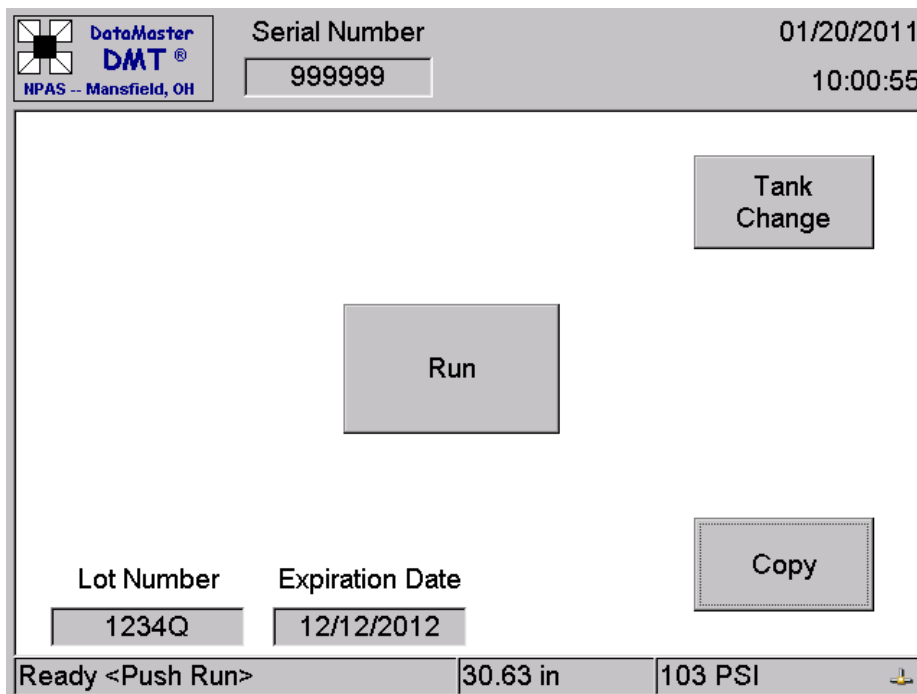 DataMaster
DMT ®
NPAS -- Mansfield, OH
Serial Number
999999
01/20/2011
10:00:55
Tank
Change
Run
Copy
Lot Number
1234Q
Expiration Date
12/12/2012
Ready <Push Run>
30.63 in
103 PSI